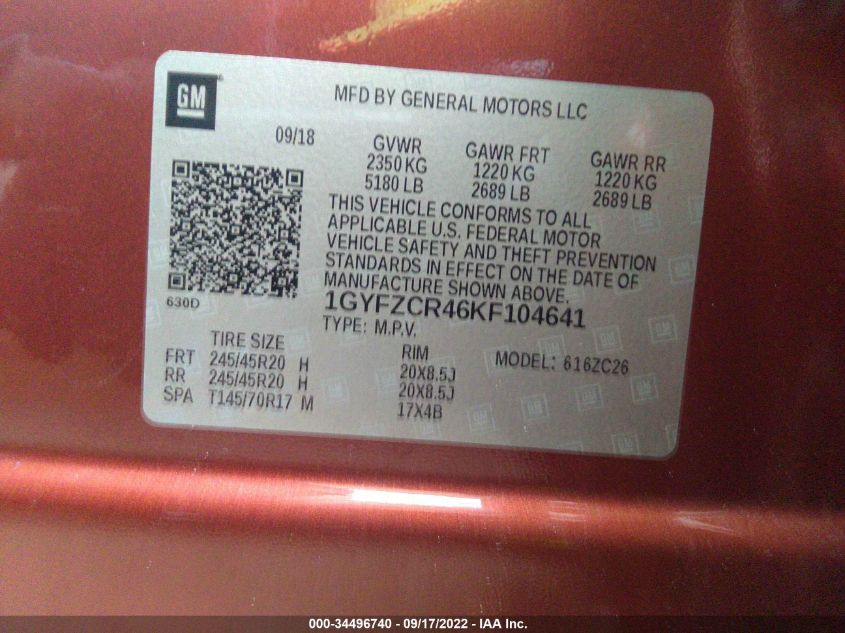 GM
MFD BY GENERAL MOTORS LLC
09/18
GVWR
2350 KG
5180 LB
GAWR FRT
1220 KG
2689 LB
GAWR RR
1220 KG
2689 LB
THIS VEHICLE CONFORMS TO ALL
APPLICABLE U.S. FEDERAL MOTOR
VEHICLE SAFETY AND THEFT PREVENTION
STANDARDS IN EFFECT ON THE DATE OF
MANUFACTURE SHOWN ABOVE.
630D
1GYFZCR46KF104641
TYPE: M.P.V.
MODEL: 616ZC26
TIRE SIZE
RIM
FRT 245/45R20 H 20X8.5J
RR 245/45R20 H 20X8.5J
SPA T145/70R17 M 17X4B
000-34496740 - 09/17/2022 - IAA Inc.